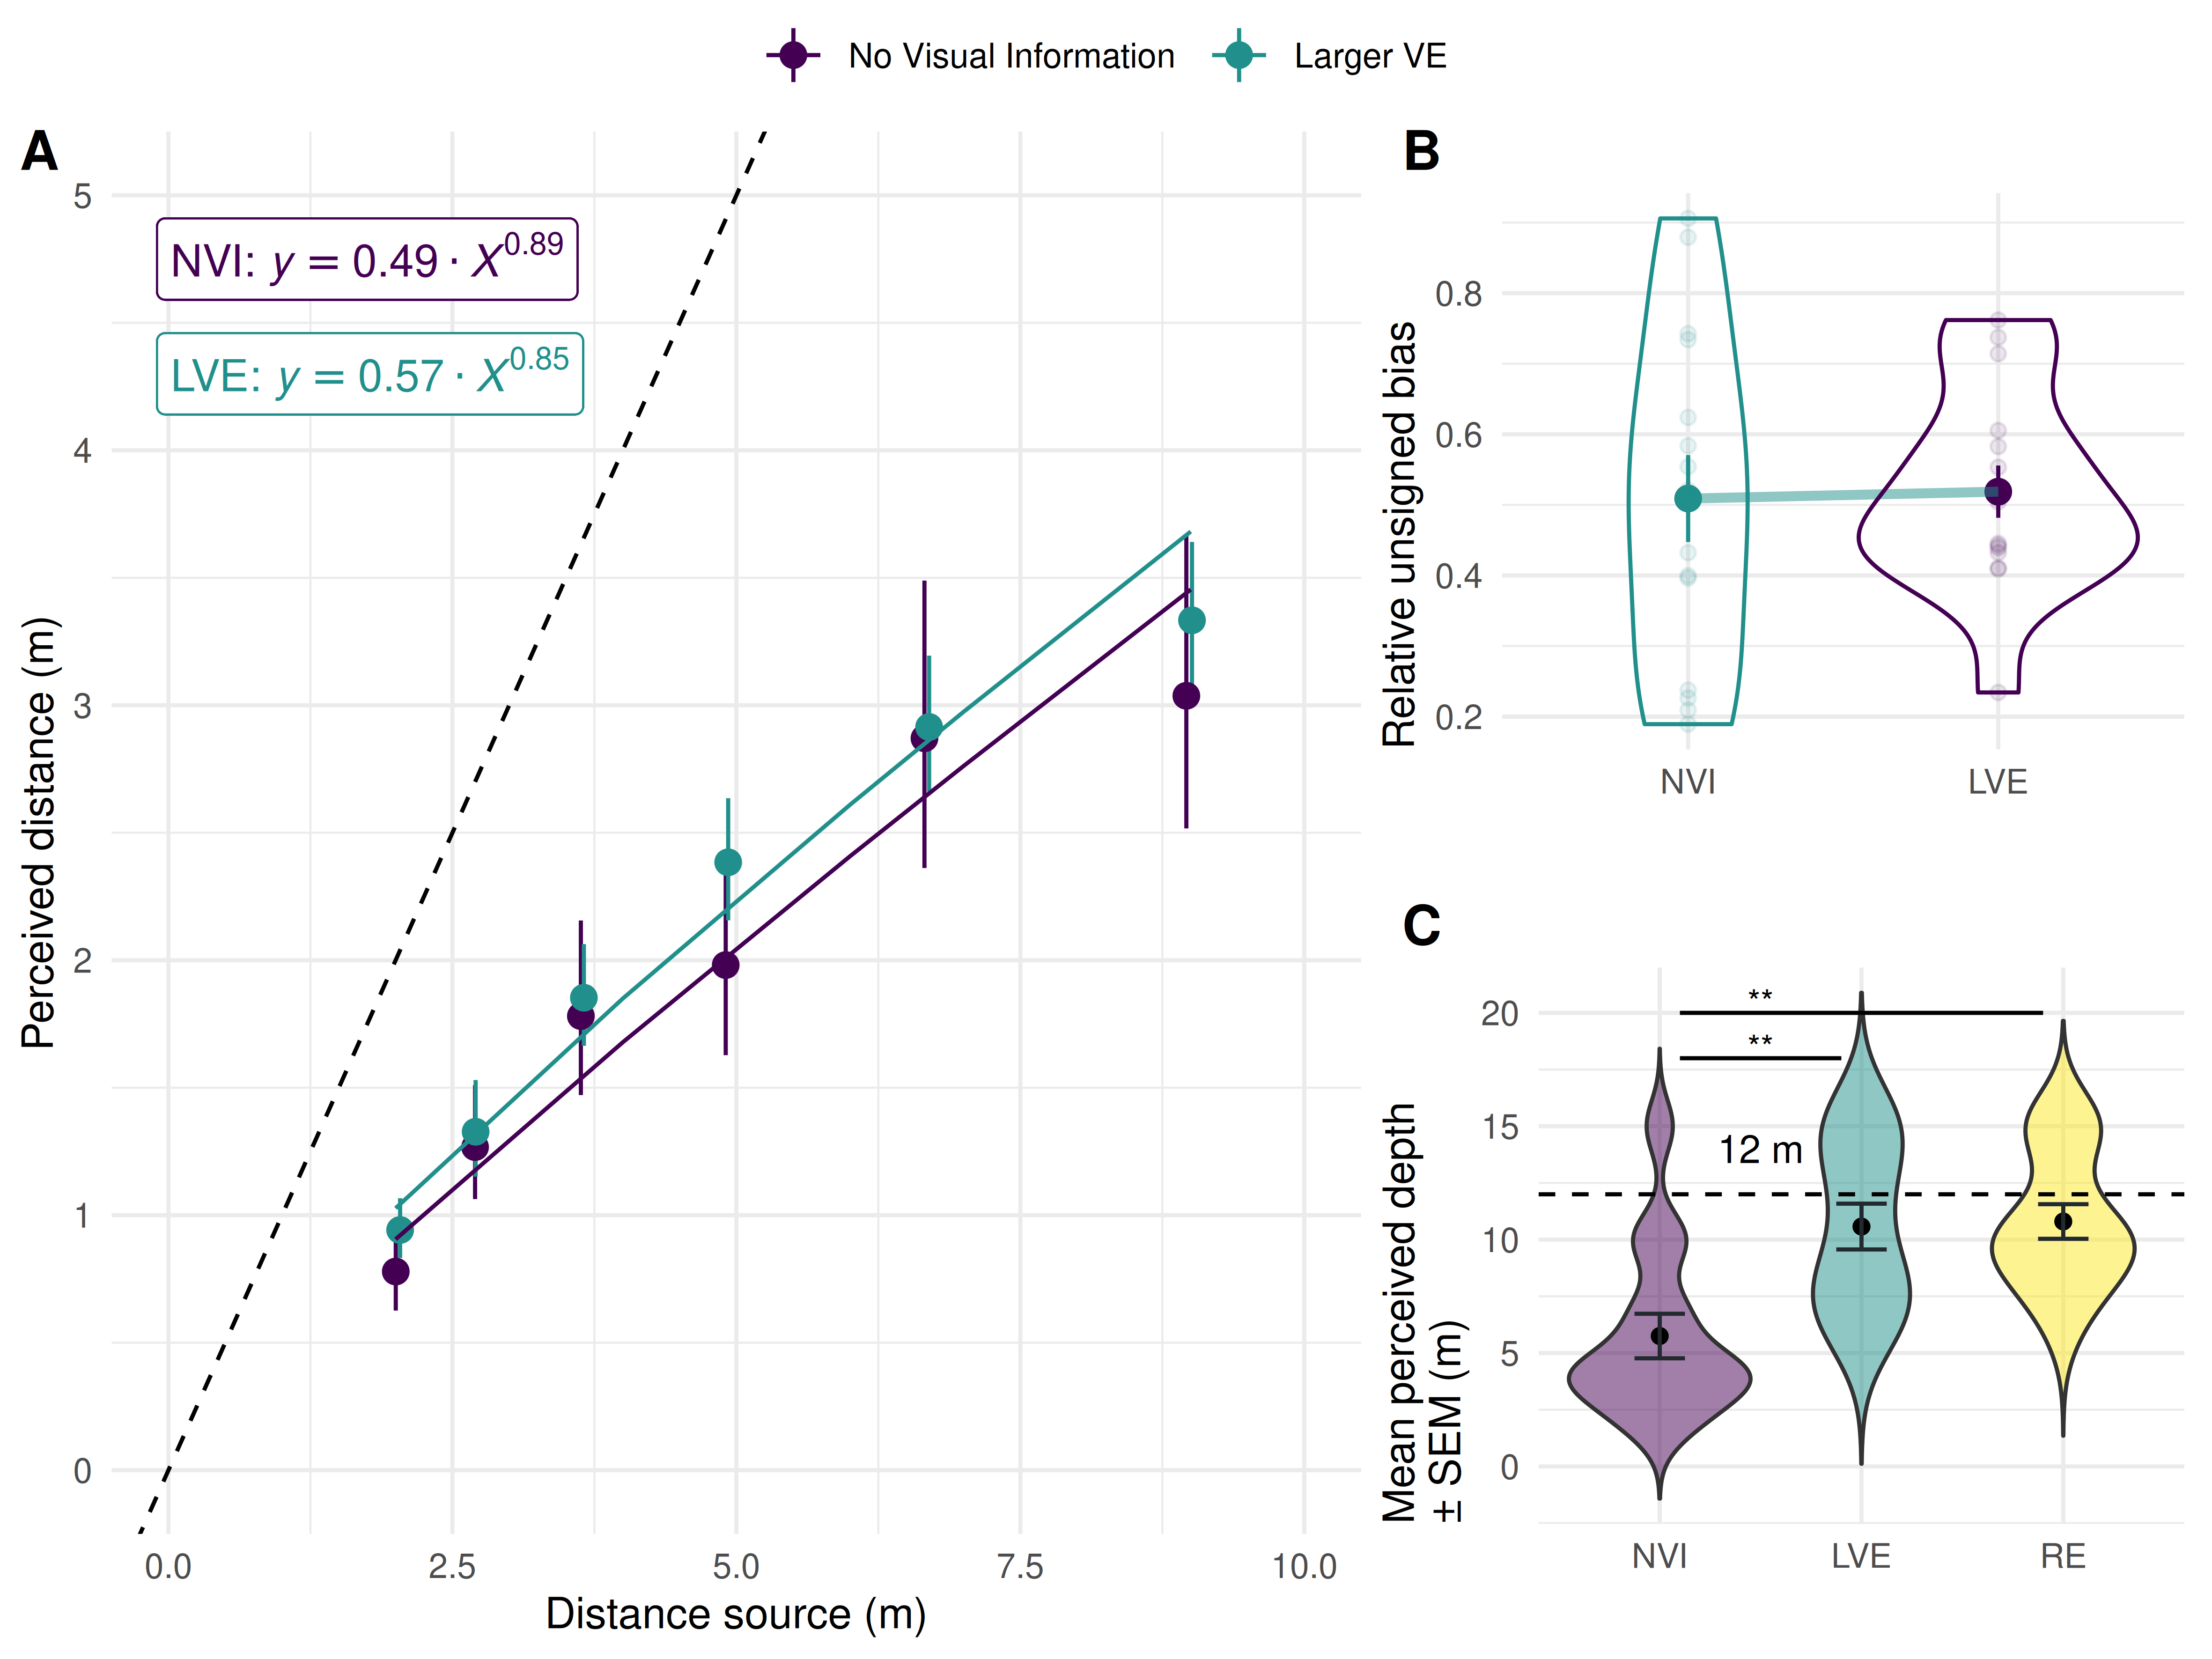 No Visual Information Larger VE
A
5
4
3
2
1
0
Perceived distance (m)
NVI: y = 0.49 · X^0.89
LVE: y = 0.57 · X^0.85
0.0 2.5 5.0 7.5 10.0
Distance source (m)
B
0.8
0.6
0.4
0.2
Relative unsigned bias
NVI LVE
C
20
15
10
5
0
Mean perceived depth
± SEM (m)
**
**
12 m
NVI LVE RE